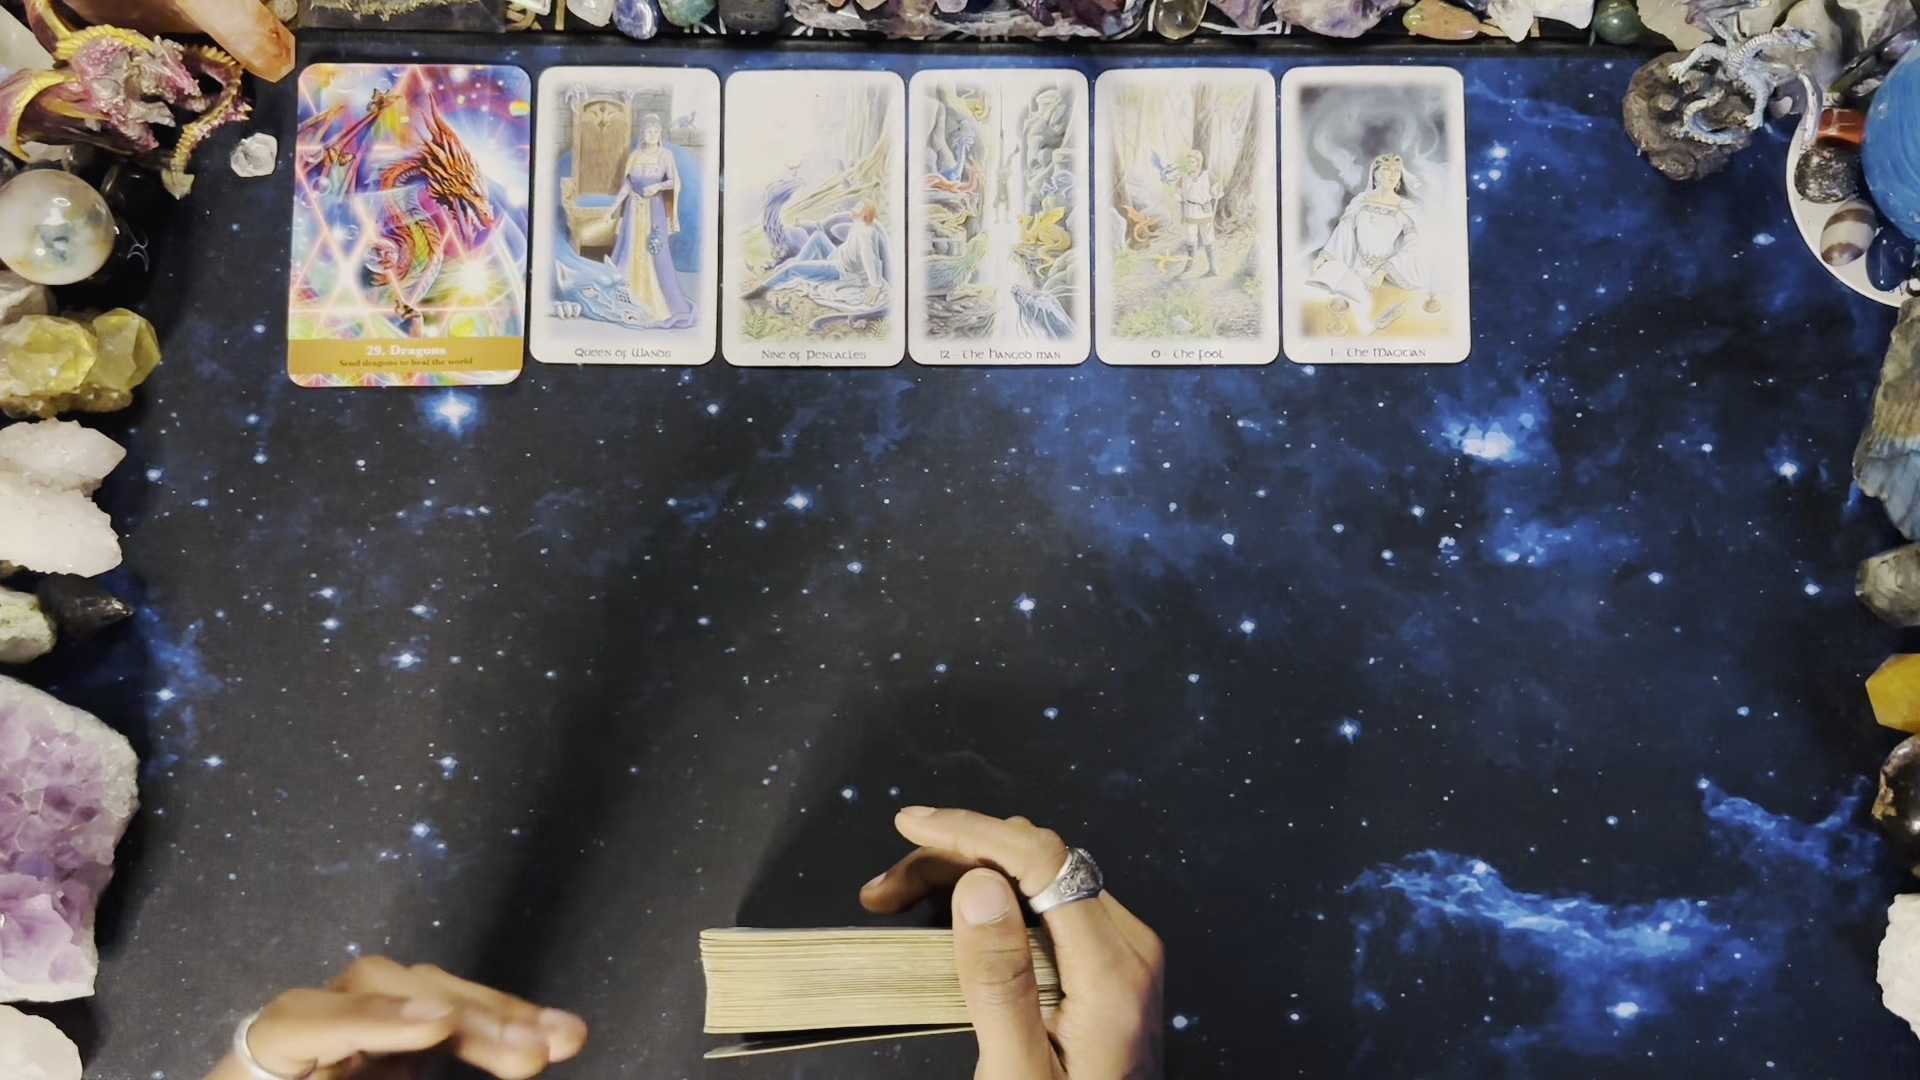 29. Dragons
Send dragons to heal the world
Queen of Wands
Nine of Pentacles
12 - The Hanged Man
0 - The Fool
1 - The Magician